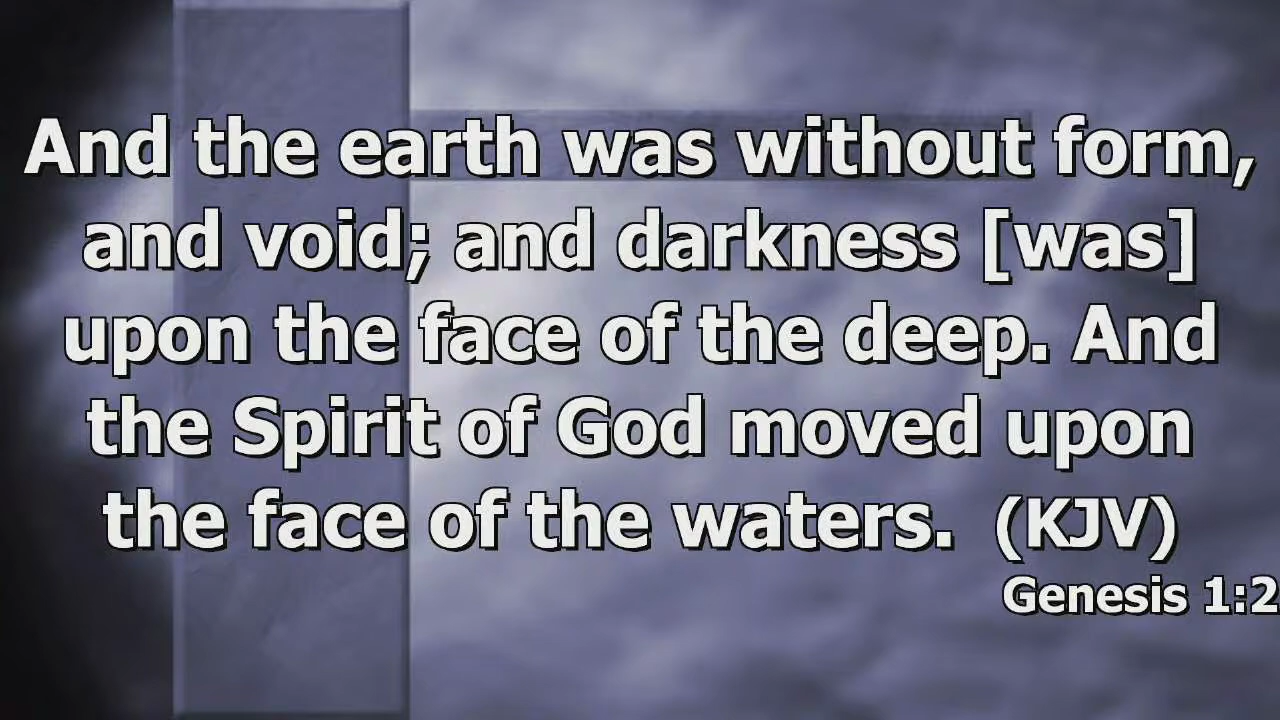 And the earth was without form,
and void; and darkness [was]
upon the face of the deep. And
the Spirit of God moved upon
the face of the waters. (KJV)
Genesis 1:2